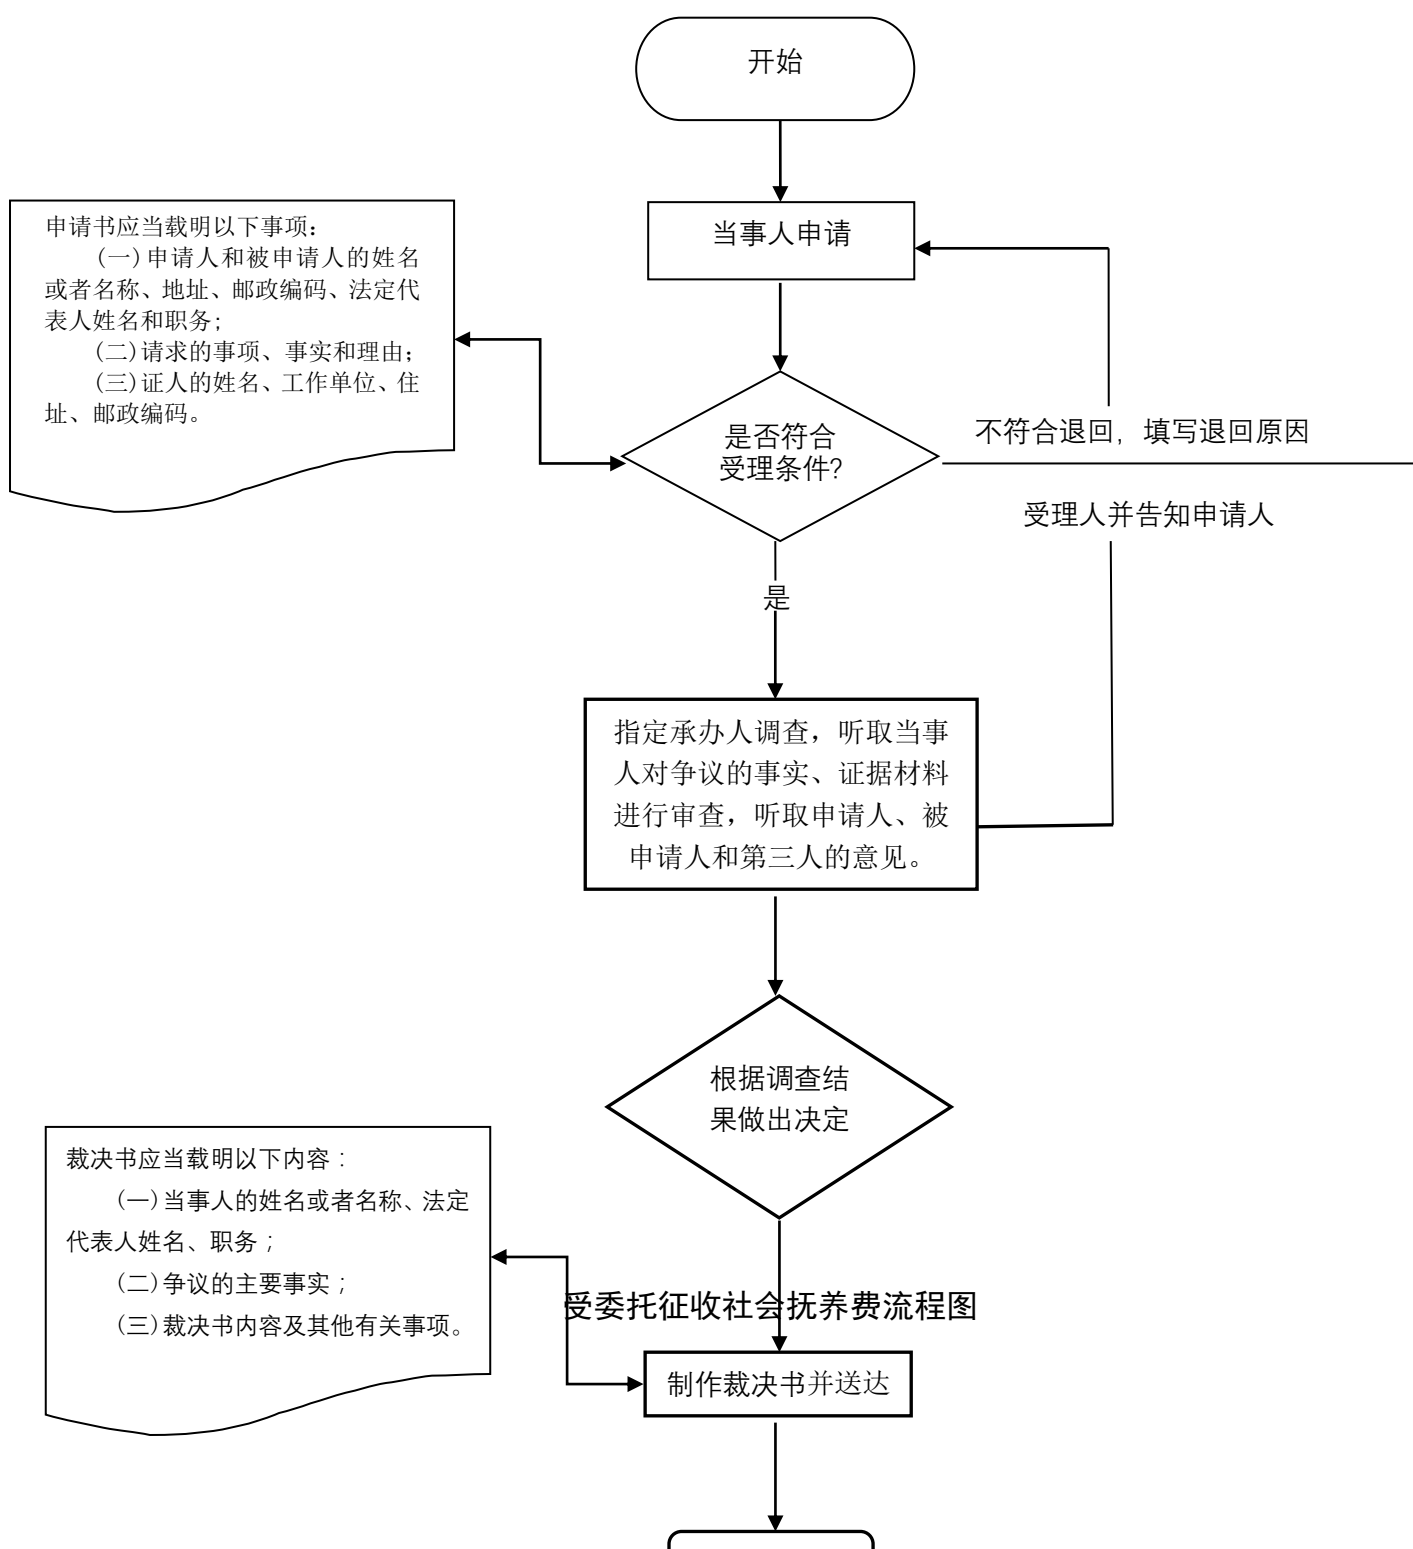 开始
当事人申请
申请书应当载明以下事项：
（一）申请人和被申请人的姓名
或者名称、地址、邮政编码、法定代
表人姓名和职务；
（二）请求的事项、事实和理由；
（三）证人的姓名、工作单位、住
址、邮政编码。
是否符合
受理条件？
不符合退回，填写退回原因
受理人并告知申请人
是
指定承办人调查，听取当事
人对争议的事实、证据材料
进行审查，听取申请人、被
申请人和第三人的意见。
根据调查结
果做出决定
裁决书应当载明以下内容：
（一）当事人的姓名或者名称、法定
代表人姓名、职务；
（二）争议的主要事实；
（三）裁决书内容及其他有关事项。
受委托征收社会抚养费流程图
制作裁决书并送达